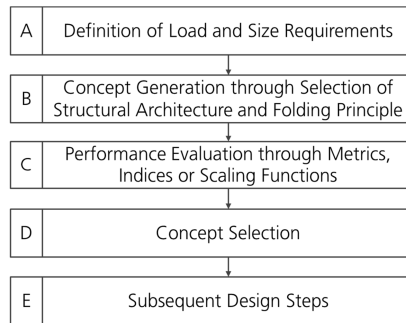 A Definition of Load and Size Requirements
B Concept Generation through Selection of
Structural Architecture and Folding Principle
C Performance Evaluation through Metrics,
Indices or Scaling Functions
D Concept Selection
E Subsequent Design Steps